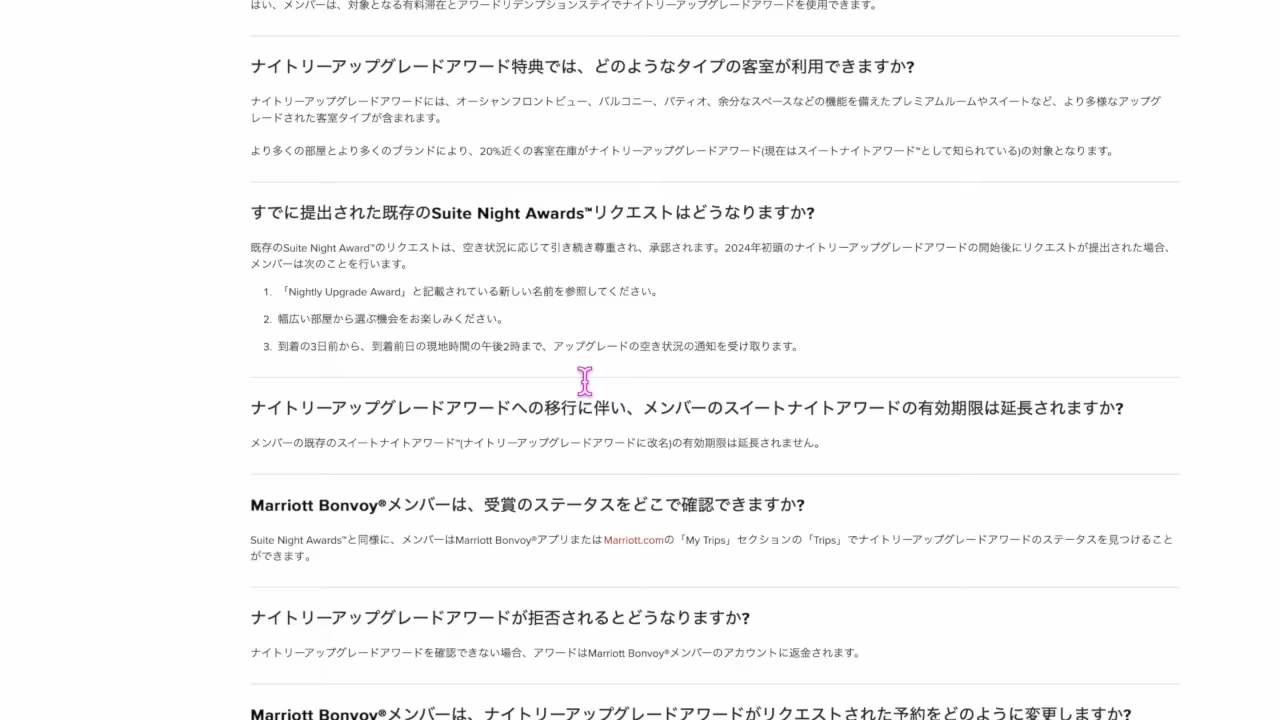 はい、メンバーは、対象となる有料滞在とアワードリデンプションステイでナイトリーアップグレードアワードを使用できます。
ナイトリーアップグレードアワード特典では、どのようなタイプの客室が利用できますか?
ナイトリーアップグレードアワードには、オーシャンフロントビュー、バルコニー、パティオ、余分なスペースなどの機能を備えたプレミアムルームやスイートなど、より多様なアップグ
レードされた客室タイプが含まれます。
より多くの部屋とより多くのブランドにより、20%近くの客室在庫がナイトリーアップグレードアワード(現在はスイートナイトアワード™として知られている)の対象となります。
すでに提出された既存のSuite Night Awards™リクエストはどうなりますか?
既存のSuite Night Award™のリクエストは、空き状況に応じて引き続き尊重され、承認されます。2024年初頭のナイトリーアップグレードアワードの開始後にリクエストが提出された場合、
メンバーは次のことを行います。
1. 「Nightly Upgrade Award」と記載されている新しい名前を参照してください。
2. 幅広い部屋から選ぶ機会をお楽しみください。
3. 到着の3日前から、到着前日の現地時間の午後2時まで、アップグレードの空き状況の通知を受け取ります。
ナイトリーアップグレードアワードへの移行に伴い、メンバーのスイートナイトアワードの有効期限は延長されますか?
メンバーの既存のスイートナイトアワード™(ナイトリーアップグレードアワードに改名)の有効期限は延長されません。
Marriott Bonvoy®メンバーは、受賞のステータスをどこで確認できますか?
Suite Night Awards™と同様に、メンバーはMarriott Bonvoy®アプリまたはMarriott.comの「My Trips」セクションの「Trips」でナイトリーアップグレードアワードのステータスを見つけること
ができます。
ナイトリーアップグレードアワードが拒否されるとどうなりますか?
ナイトリーアップグレードアワードを確認できない場合、アワードはMarriott Bonvoy®メンバーのアカウントに返金されます。
Marriott Bonvoy®メンバーは、ナイトリーアップグレードアワードがリクエストされた予約をどのように変更しますか?